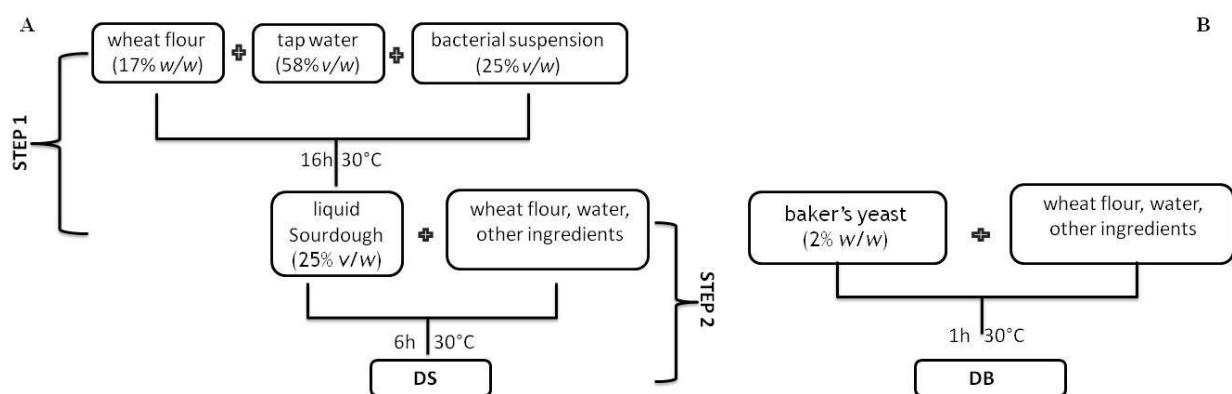 A
B
wheat flour
(17% w/w)
tap water
(58% v/w)
bacterial suspension
(25% v/w)
STEP 1
16h 30°C
liquid
Sourdough
(25% v/w)
wheat flour, water,
other ingredients
STEP 2
6h 30°C
DS
baker's yeast
(2% w/w)
wheat flour, water,
other ingredients
1h 30°C
DB